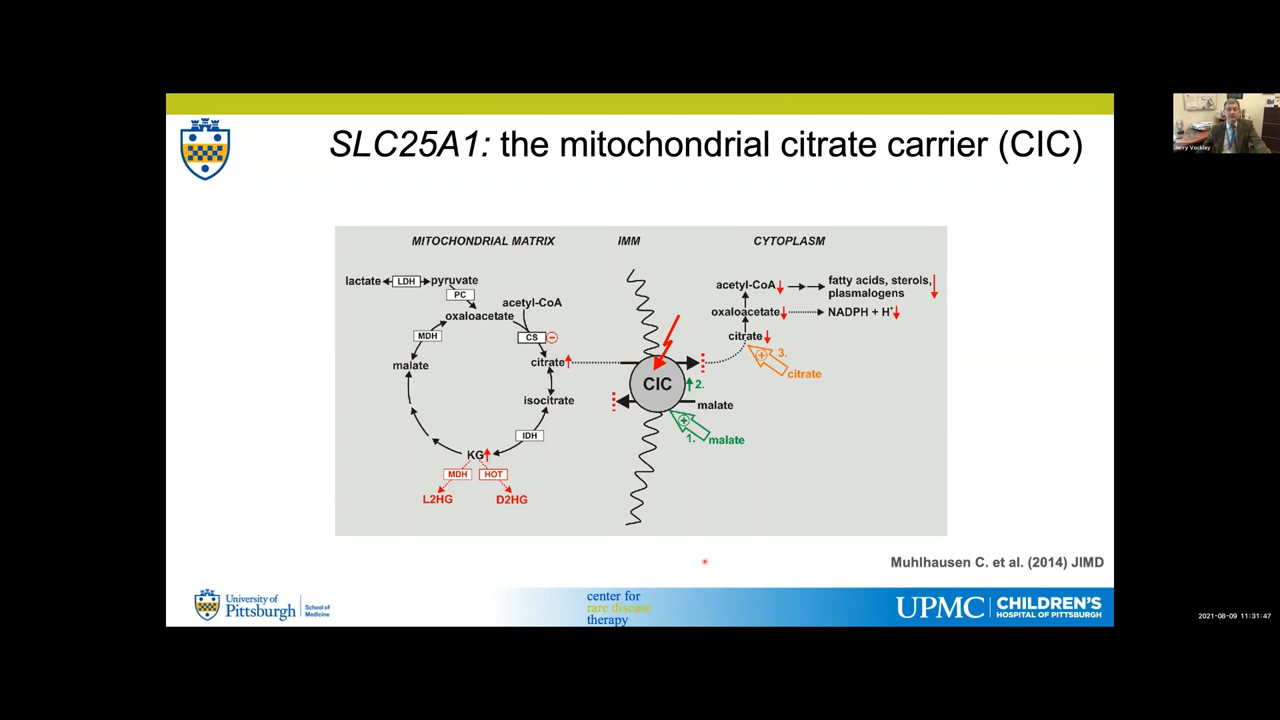 SLC25A1: the mitochondrial citrate carrier (CIC)
Jerry Vockley
MITOCHONDRIAL MATRIX
IMM
CYTOPLASM
lactate
LDH
pyruvate
PC
acetyl-CoA
oxaloacetate
MDH
CS
malate
citrate
isocitrate
IDH
KG
MDH
HOT
L2HG
D2HG
CIC
2.
malate
1.
malate
acetyl-CoA
fatty acids, sterols,
plasmalogens
oxaloacetate
NADPH + H+
citrate
3.
citrate
Muhlhausen C. et al. (2014) JIMD
University of
Pittsburgh
School of
Medicine
center for
rare disease
therapy
UPMC
CHILDREN'S
HOSPITAL OF PITTSBURGH
2021-08-09 11:31:47